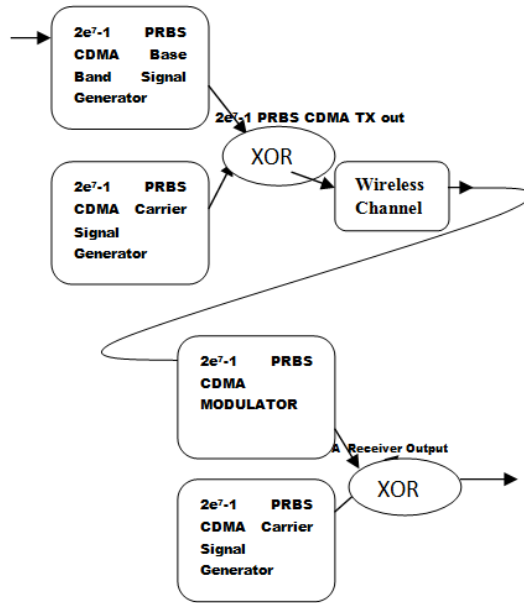 2e⁷-1 PRBS
CDMA Base
Band Signal
Generator
2e⁷-1 PRBS CDMA TX out
XOR
2e⁷-1 PRBS
CDMA Carrier
Signal
Generator
Wireless
Channel
2e⁷-1 PRBS
CDMA
MODULATOR
A Receiver Output
XOR
2e⁷-1 PRBS
CDMA Carrier
Signal
Generator